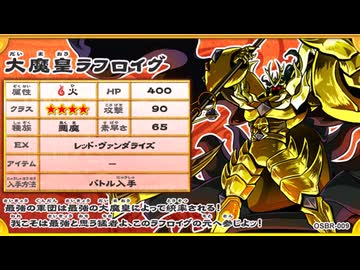 大魔皇ラフロイグ
属性 火 HP 400
クラス ★★★★ 攻撃 90
種族 悪魔 素早さ 65
EX レッド・ヴァンダライズ
アイテム －
入手方法 バトル入手
最強の軍団は最強の大魔皇によって統率される！
我こそは最強と思う猛者よ、このラフロイグの元へ参じよッ！
OSBR-009